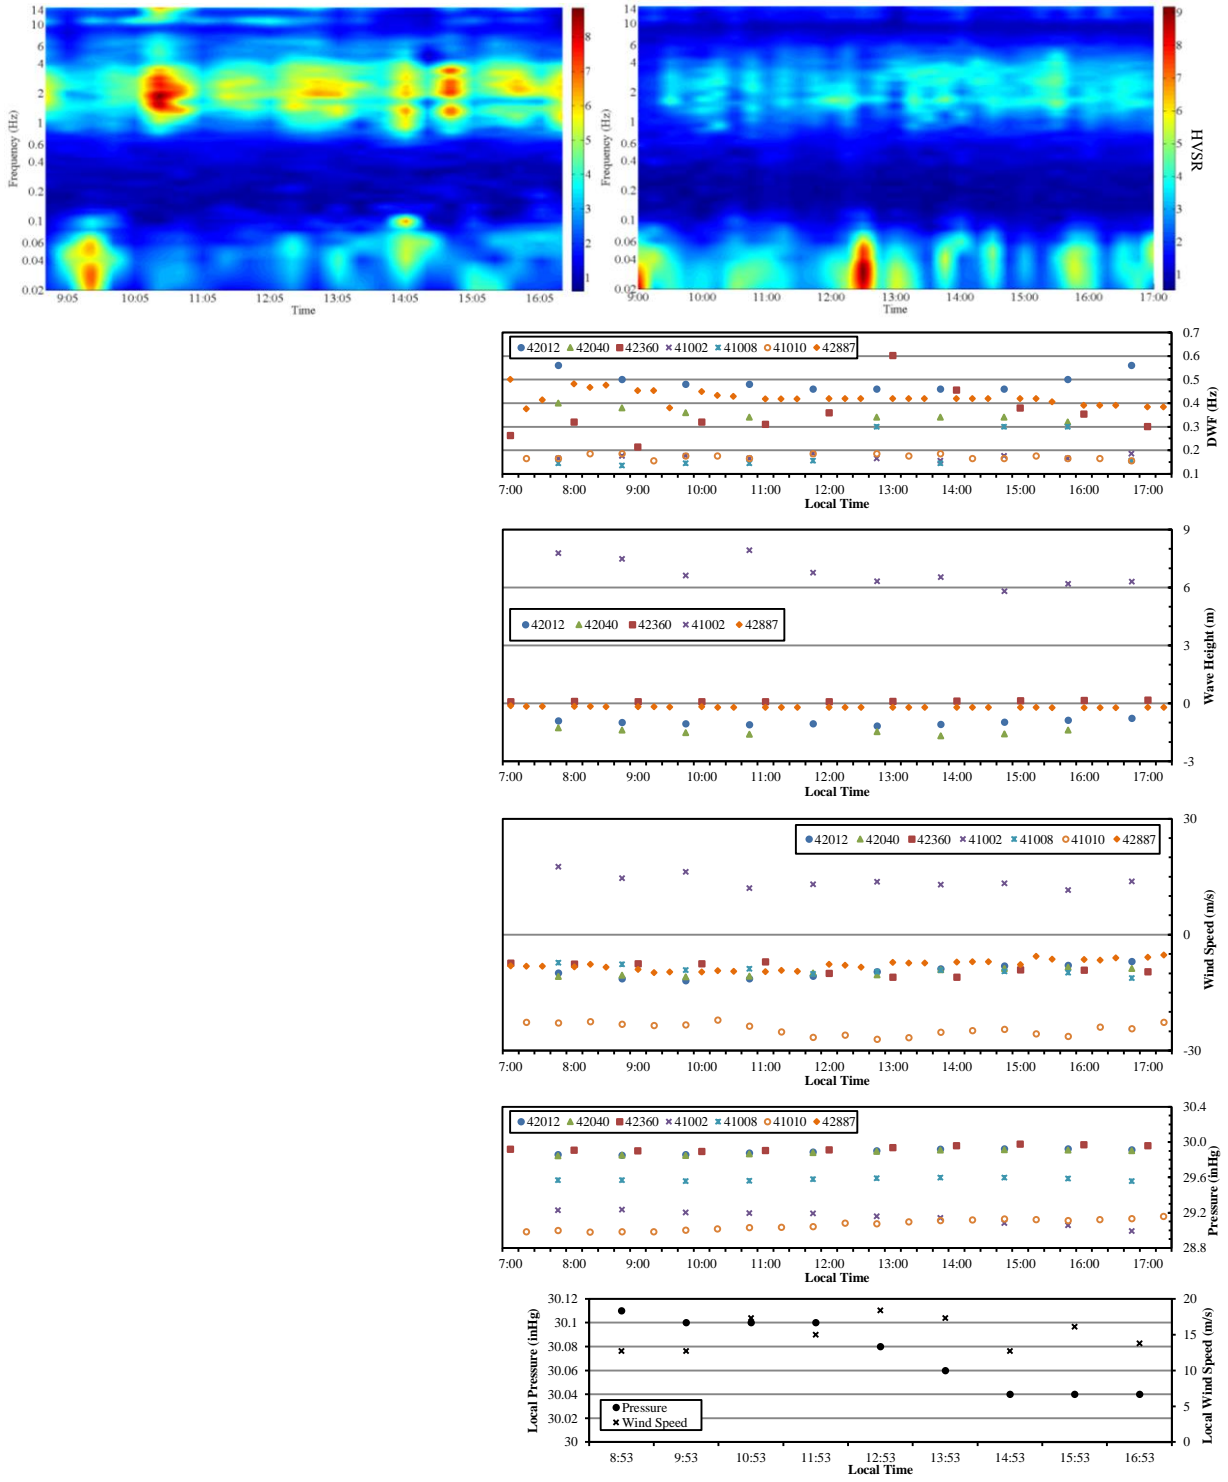 14
10
6
4
2
1
0.6
0.4
0.2
0.1
0.06
0.04
0.02
Frequency (Hz)
9:05 10:05 11:05 12:05 13:05 14:05 15:05 16:05
Time
8
7
6
5
4
3
2
1
14
10
6
4
2
1
0.6
0.4
0.2
0.1
0.06
0.04
0.02
Frequency (Hz)
9:00 10:00 11:00 12:00 13:00 14:00 15:00 16:00 17:00
Time
9
8
7
6
5
4
3
2
1
HVSR
42012 42040 42360 41002 41008 41010 42887
0.7
0.6
0.5
0.4
0.3
0.2
0.1
DWF (Hz)
7:00 8:00 9:00 10:00 11:00 12:00 13:00 14:00 15:00 16:00 17:00
Local Time
42012 42040 42360 41002 42887
9
6
3
0
-3
Wave Height (m)
7:00 8:00 9:00 10:00 11:00 12:00 13:00 14:00 15:00 16:00 17:00
Local Time
42012 42040 42360 41002 41008 41010 42887
30
0
-30
Wind Speed (m/s)
7:00 8:00 9:00 10:00 11:00 12:00 13:00 14:00 15:00 16:00 17:00
Local Time
42012 42040 42360 41002 41008 41010 42887
30.4
30.0
29.6
29.2
28.8
Pressure (inHg)
7:00 8:00 9:00 10:00 11:00 12:00 13:00 14:00 15:00 16:00 17:00
Local Time
30.12
30.1
30.08
30.06
30.04
30.02
30
Local Pressure (inHg)
Pressure
Wind Speed
20
15
10
5
0
Local Wind Speed (m/s)
8:53 9:53 10:53 11:53 12:53 13:53 14:53 15:53 16:53
Local Time